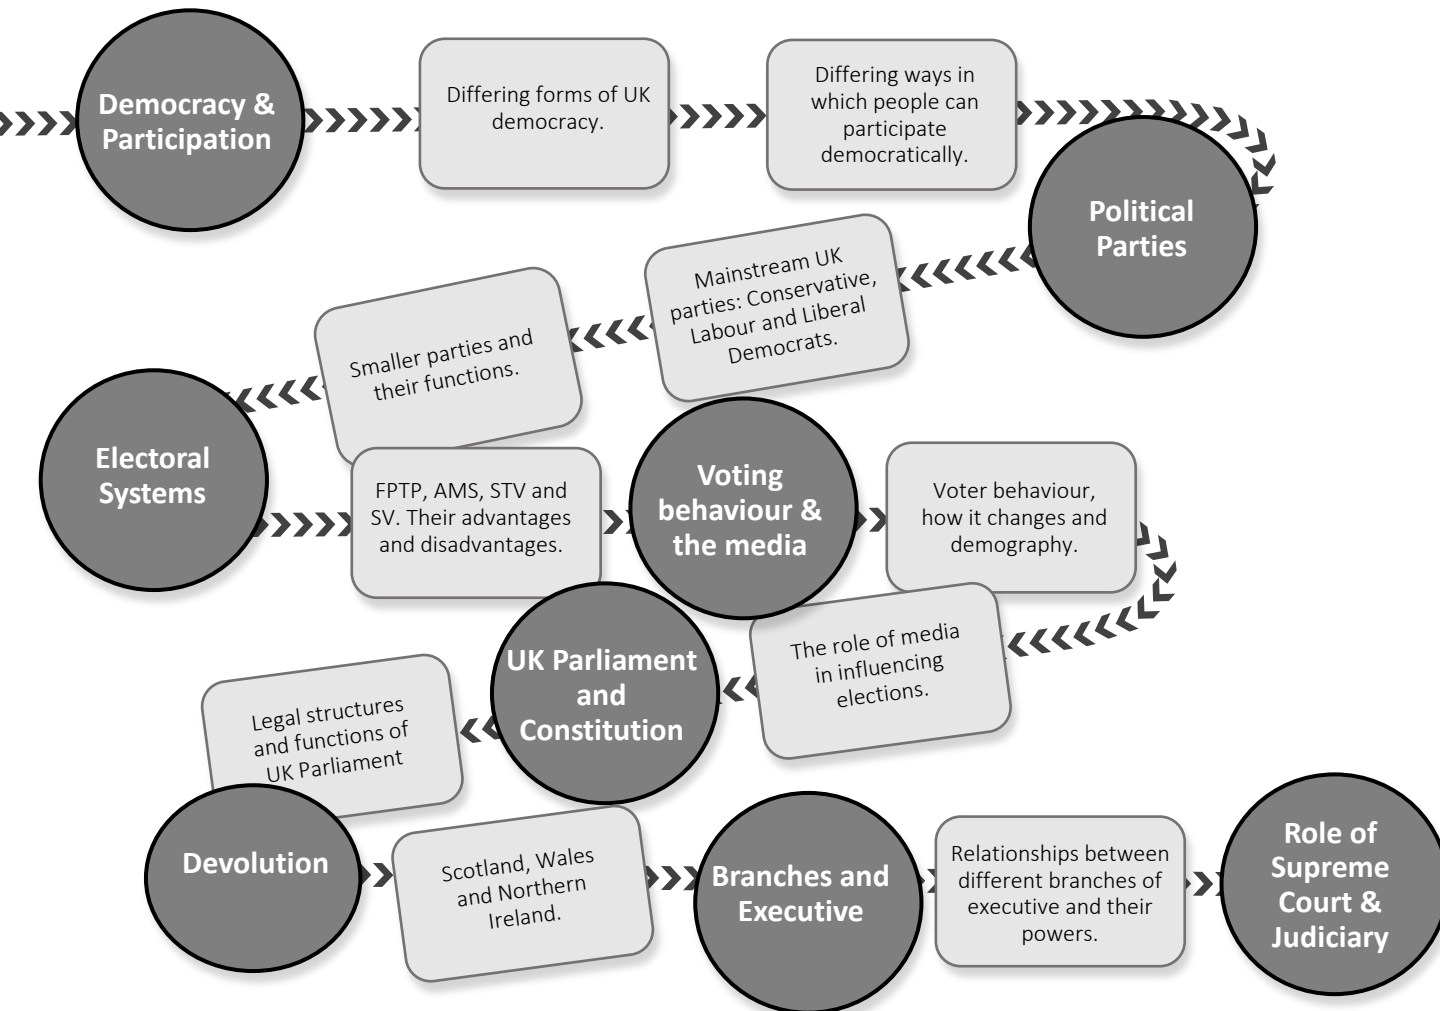 Democracy &
Participation
Differing forms of UK
democracy.
Differing ways in
which people can
participate
democratically.
Political
Parties
Mainstream UK
parties: Conservative,
Labour and Liberal
Democrats.
Smaller parties and
their functions.
Electoral
Systems
FPTP, AMS, STV and
SV. Their advantages
and disadvantages.
Voting
behaviour &
the media
Voter behaviour,
how it changes and
demography.
The role of media
in influencing
elections.
UK Parliament
and
Constitution
Legal structures
and functions of
UK Parliament
Devolution
Scotland, Wales
and Northern
Ireland.
Branches and
Executive
Relationships between
different branches of
executive and their
powers.
Role of
Supreme
Court &
Judiciary